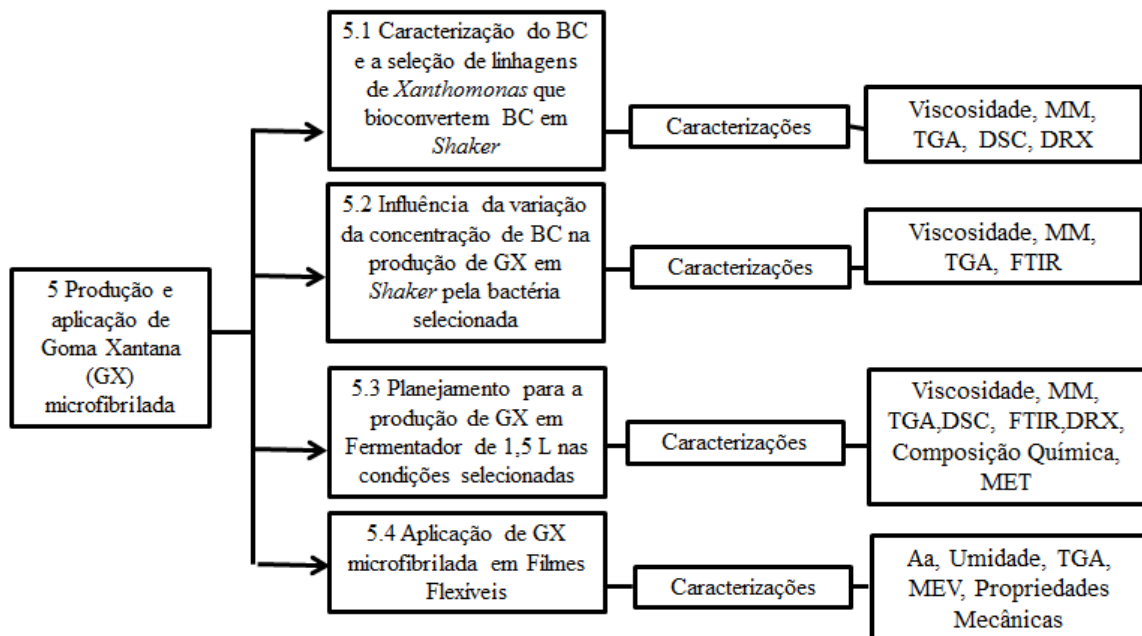 5 Produção e
aplicação de
Goma Xantana
(GX)
microfibrilada
5.1 Caracterização do BC
e a seleção de linhagens
de Xanthomonas que
bioconvertem BC em
Shaker
Caracterizações
Viscosidade, MM,
TGA, DSC, DRX
5.2 Influência da variação
da concentração de BC na
produção de GX em
Shaker pela bactéria
selecionada
Caracterizações
Viscosidade, MM,
TGA, FTIR
5.3 Planejamento para a
produção de GX em
Fermentador de 1,5 L nas
condições selecionadas
Caracterizações
Viscosidade, MM,
TGA,DSC, FTIR,DRX,
Composição Química,
MET
5.4 Aplicação de GX
microfibrilada em Filmes
Flexíveis
Caracterizações
Aa, Umidade, TGA,
MEV, Propriedades
Mecânicas